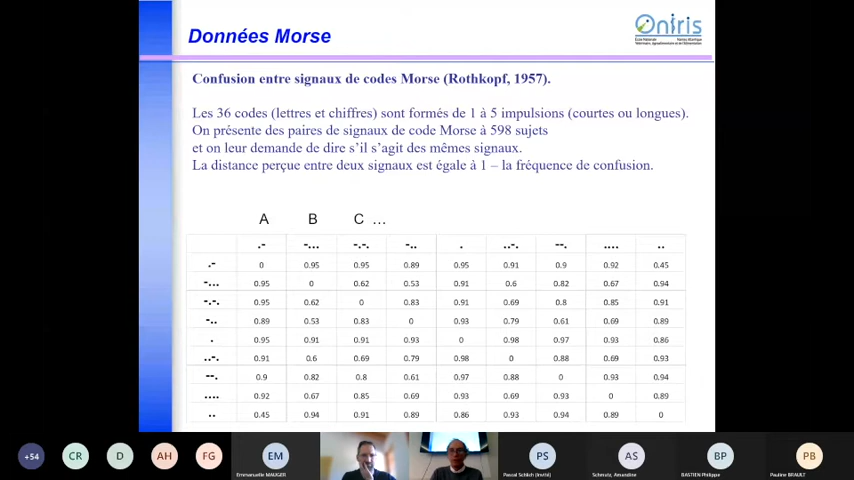 Données Morse
Oniris
Confusion entre signaux de codes Morse (Rothkopf, 1957).
Les 36 codes (lettres et chiffres) sont formés de 1 à 5 impulsions (courtes ou longues).
On présente des paires de signaux de code Morse à 598 sujets
et on leur demande de dire s'il s'agit des mêmes signaux.
La distance perçue entre deux signaux est égale à 1 – la fréquence de confusion.
A B C ...
.- -... -.-. -.. . ..-. --. .... ..
.- 0 0.95 0.95 0.89 0.95 0.91 0.9 0.92 0.45
-... 0.95 0 0.62 0.53 0.91 0.6 0.82 0.67 0.94
-.-. 0.95 0.62 0 0.83 0.91 0.69 0.8 0.85 0.91
-.. 0.89 0.53 0.83 0 0.93 0.79 0.61 0.69 0.89
. 0.95 0.91 0.91 0.93 0 0.98 0.97 0.93 0.86
..-. 0.91 0.6 0.69 0.79 0.98 0 0.88 0.69 0.93
--. 0.9 0.82 0.8 0.61 0.97 0.88 0 0.93 0.94
.... 0.92 0.67 0.85 0.69 0.93 0.69 0.93 0 0.89
.. 0.45 0.94 0.91 0.89 0.86 0.93 0.94 0.89 0
+54 CR D AH FG EM PS AS BP PB
Emmanuelle MAUGER Pascal Schlich (Invité) Schmutz, Amandine BASTIEN Philippe Pauline BRAULT